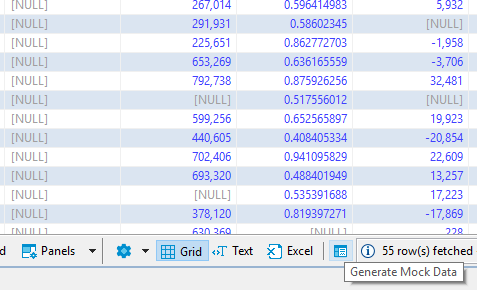 [NULL] 267,014 0.596414983 5,932
[NULL] 291,931 0.58602345 [NULL]
[NULL] 225,651 0.862772703 -1,958
[NULL] 653,269 0.636165559 -3,706
[NULL] 792,738 0.875926256 32,481
[NULL] [NULL] 0.517556012 [NULL]
[NULL] 599,256 0.652565897 19,923
[NULL] 440,605 0.408405334 -20,854
[NULL] 702,406 0.941095829 22,609
[NULL] 693,320 0.488401949 13,257
[NULL] [NULL] 0.535391688 17,223
[NULL] 378,120 0.819397271 -17,869
[NULL] 630,369 [NULL] 228
d Panels Grid Text Excel 55 row(s) fetched
Generate Mock Data